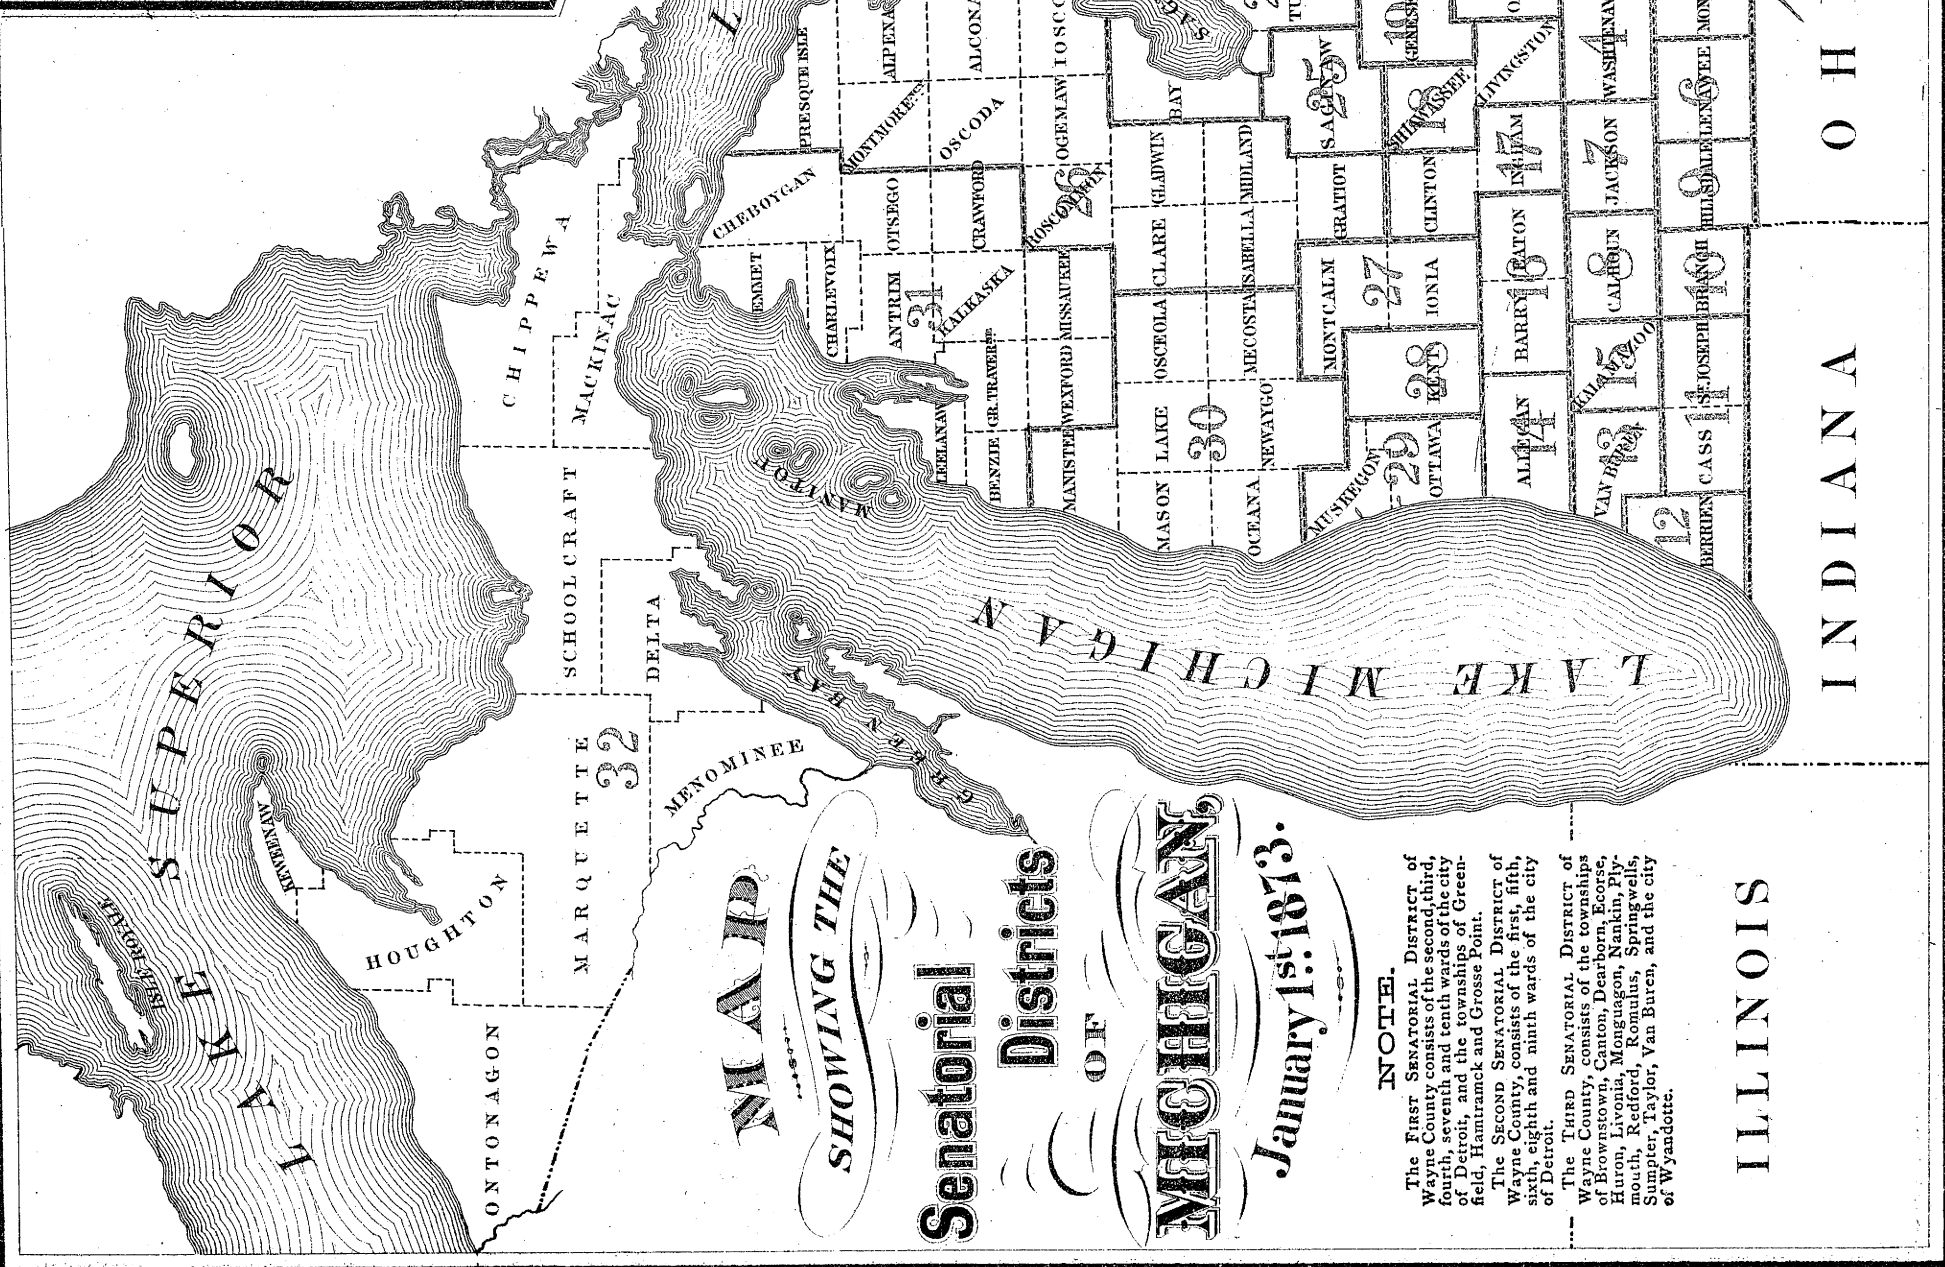 MAP
SHOWING THE
Senatorial
Districts
OF
MICHIGAN,
January 1st 1873.
NOTE.
The First Senatorial District of
Wayne County consists of the second, third,
fourth, seventh and tenth wards of the city
of Detroit, and the townships of Green-
field, Hamtramck and Grosse Point.
The Second Senatorial District of
Wayne County, consists of the first, fifth,
sixth, eighth and ninth wards of the city
of Detroit.
The Third Senatorial District of
Wayne County, consists of the townships
of Brownstown, Canton, Dearborn, Ecorse,
Huron, Livonia, Monguagon, Nankin, Ply-
mouth, Redford, Romulus, Springwells,
Sumpter, Taylor, Van Buren, and the city
of Wyandotte.
LAKE SUPERIOR
ISLE ROYALE
KEWEENAW
HOUGHTON
ONTONAGON
MARQUETTE
32
MENOMINEE
SCHOOLCRAFT
DELTA
CHIPPEWA
MACKINAC
GREEN BAY
LAKE MICHIGAN
MANITOU
EMMET
CHEBOYGAN
PRESQUE ISLE
CHARLEVOIX
ANTRIM
OTSEGO
MONTMORENCY
ALPENA
31
LEELANAW
KALKASKA
CRAWFORD
OSCODA
ALCONA
BENZIE
GR. TRAVERSE
MANISTEE
WEXFORD
MISSAUKEE
ROSCOMMON
26
OGEMAW
IOSCO
MASON
LAKE
OSCEOLA
CLARE
GLADWIN
BAY
30
OCEANA
NEWAYGO
MECOSTA
ISABELLA
MIDLAND
MUSKEGON
MONTCALM
GRATIOT
SAGINAW
25
29
OTTAWA
28
KENT
27
IONIA
CLINTON
SHIAWASSEE
18
GENESEE
19
ALLEGAN
14
BARRY
EATON
16
INGHAM
17
LIVINGSTON
VAN BUREN
13
KALAMAZOO
15
CALHOUN
8
JACKSON
7
WASHTENAW
4
BERRIEN
12
CASS
11
ST. JOSEPH
BRANCH
10
HILLSDALE
9
LENAWEE
6
MON
ILLINOIS
INDIANA
OH